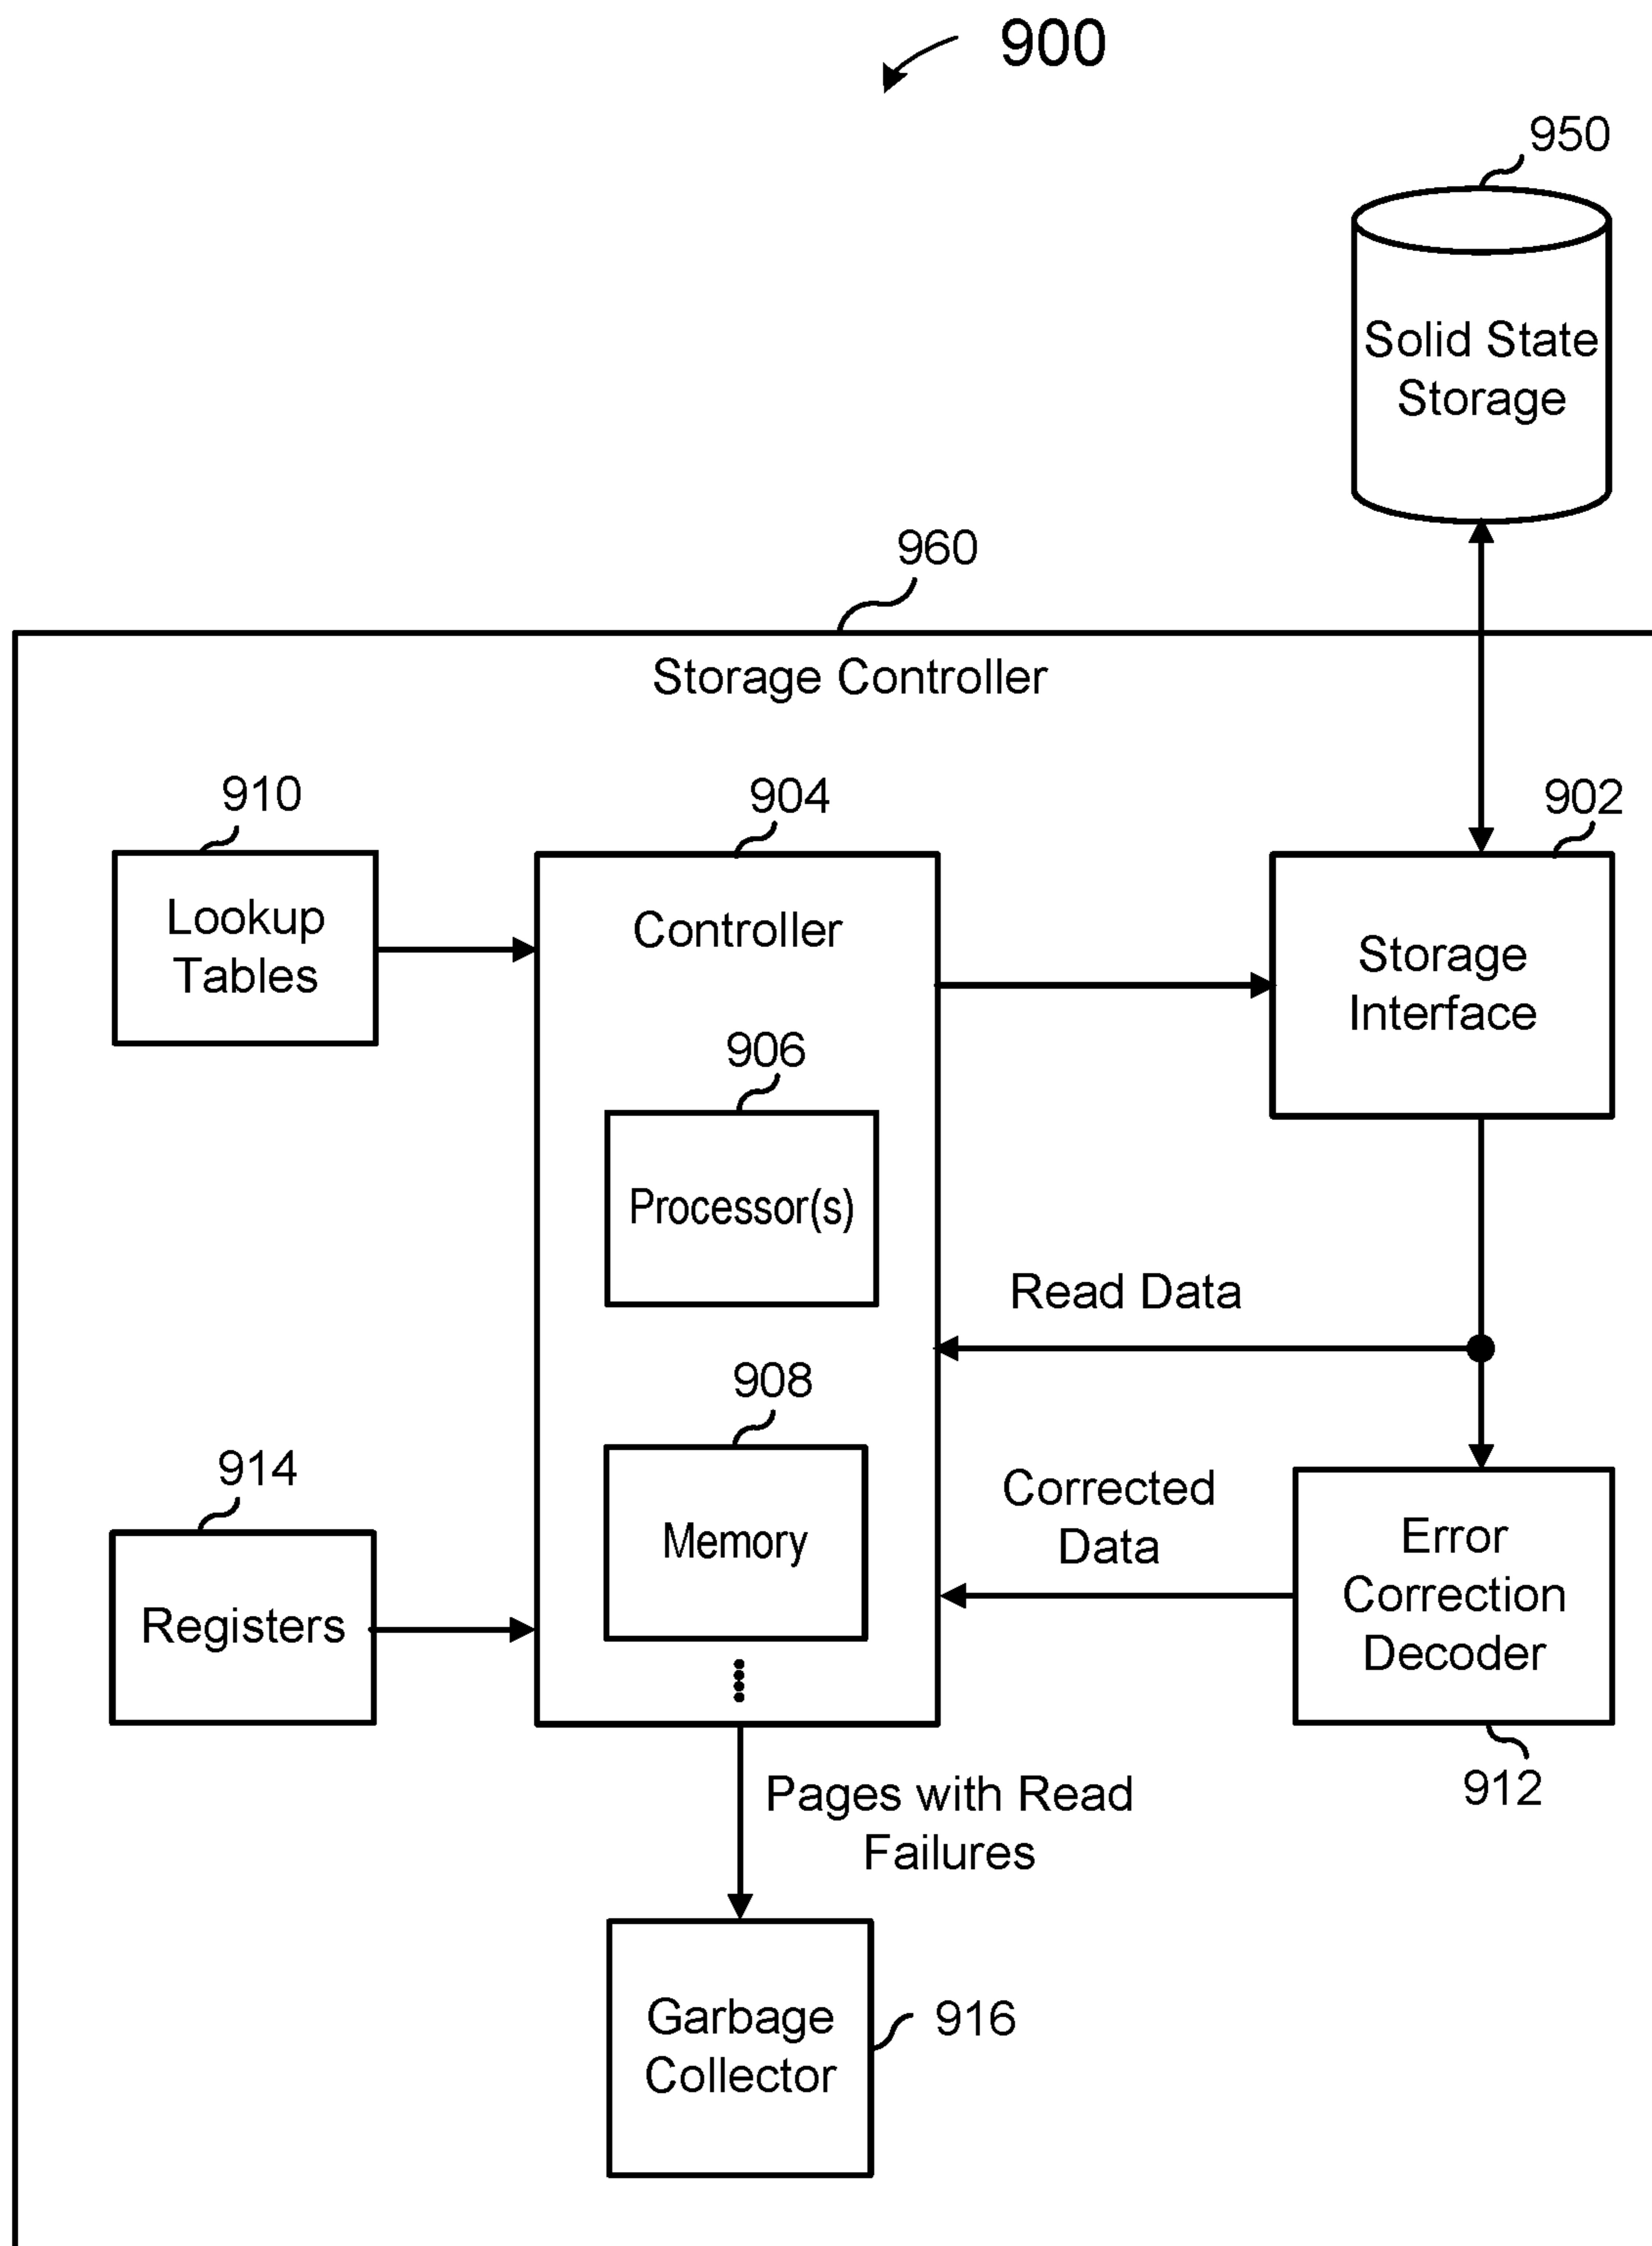 900
950
Solid State
Storage
960
Storage Controller
910
904
902
Lookup
Tables
Controller
Storage
Interface
906
Processor(s)
Read Data
908
914
Corrected
Data
Memory
Error
Correction
Decoder
Registers
912
Pages with Read
Failures
Garbage
Collector
916